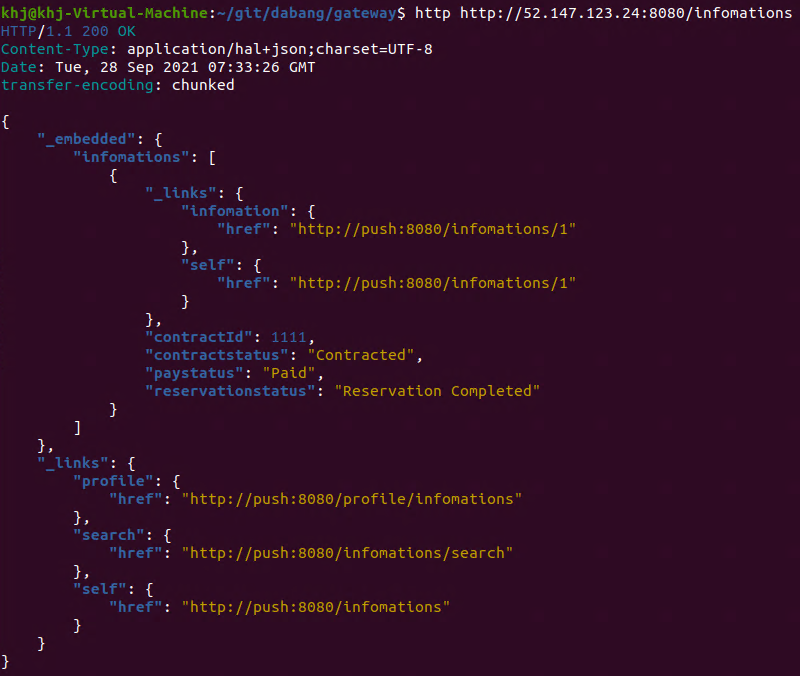 khj@khj-Virtual-Machine:~/git/dabang/gateway$ http http://52.147.123.24:8080/infomations
HTTP/1.1 200 OK
Content-Type: application/hal+json;charset=UTF-8
Date: Tue, 28 Sep 2021 07:33:26 GMT
transfer-encoding: chunked

{
    "_embedded": {
        "infomations": [
            {
                "_links": {
                    "infomation": {
                        "href": "http://push:8080/infomations/1"
                    },
                    "self": {
                        "href": "http://push:8080/infomations/1"
                    }
                },
                "contractId": 1111,
                "contractstatus": "Contracted",
                "paystatus": "Paid",
                "reservationstatus": "Reservation Completed"
            }
        ]
    },
    "_links": {
        "profile": {
            "href": "http://push:8080/profile/infomations"
        },
        "search": {
            "href": "http://push:8080/infomations/search"
        },
        "self": {
            "href": "http://push:8080/infomations"
        }
    }
}